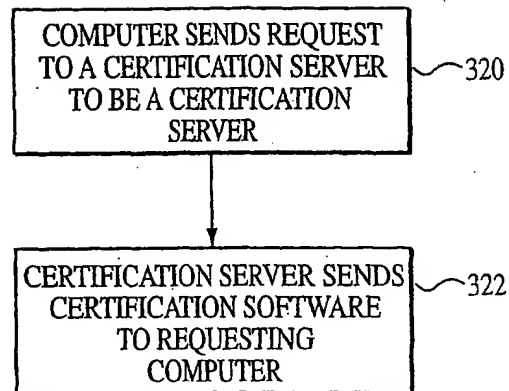 COMPUTER SENDS REQUEST
TO A CERTIFICATION SERVER
TO BE A CERTIFICATION
SERVER
320
CERTIFICATION SERVER SENDS
CERTIFICATION SOFTWARE
TO REQUESTING
COMPUTER
322